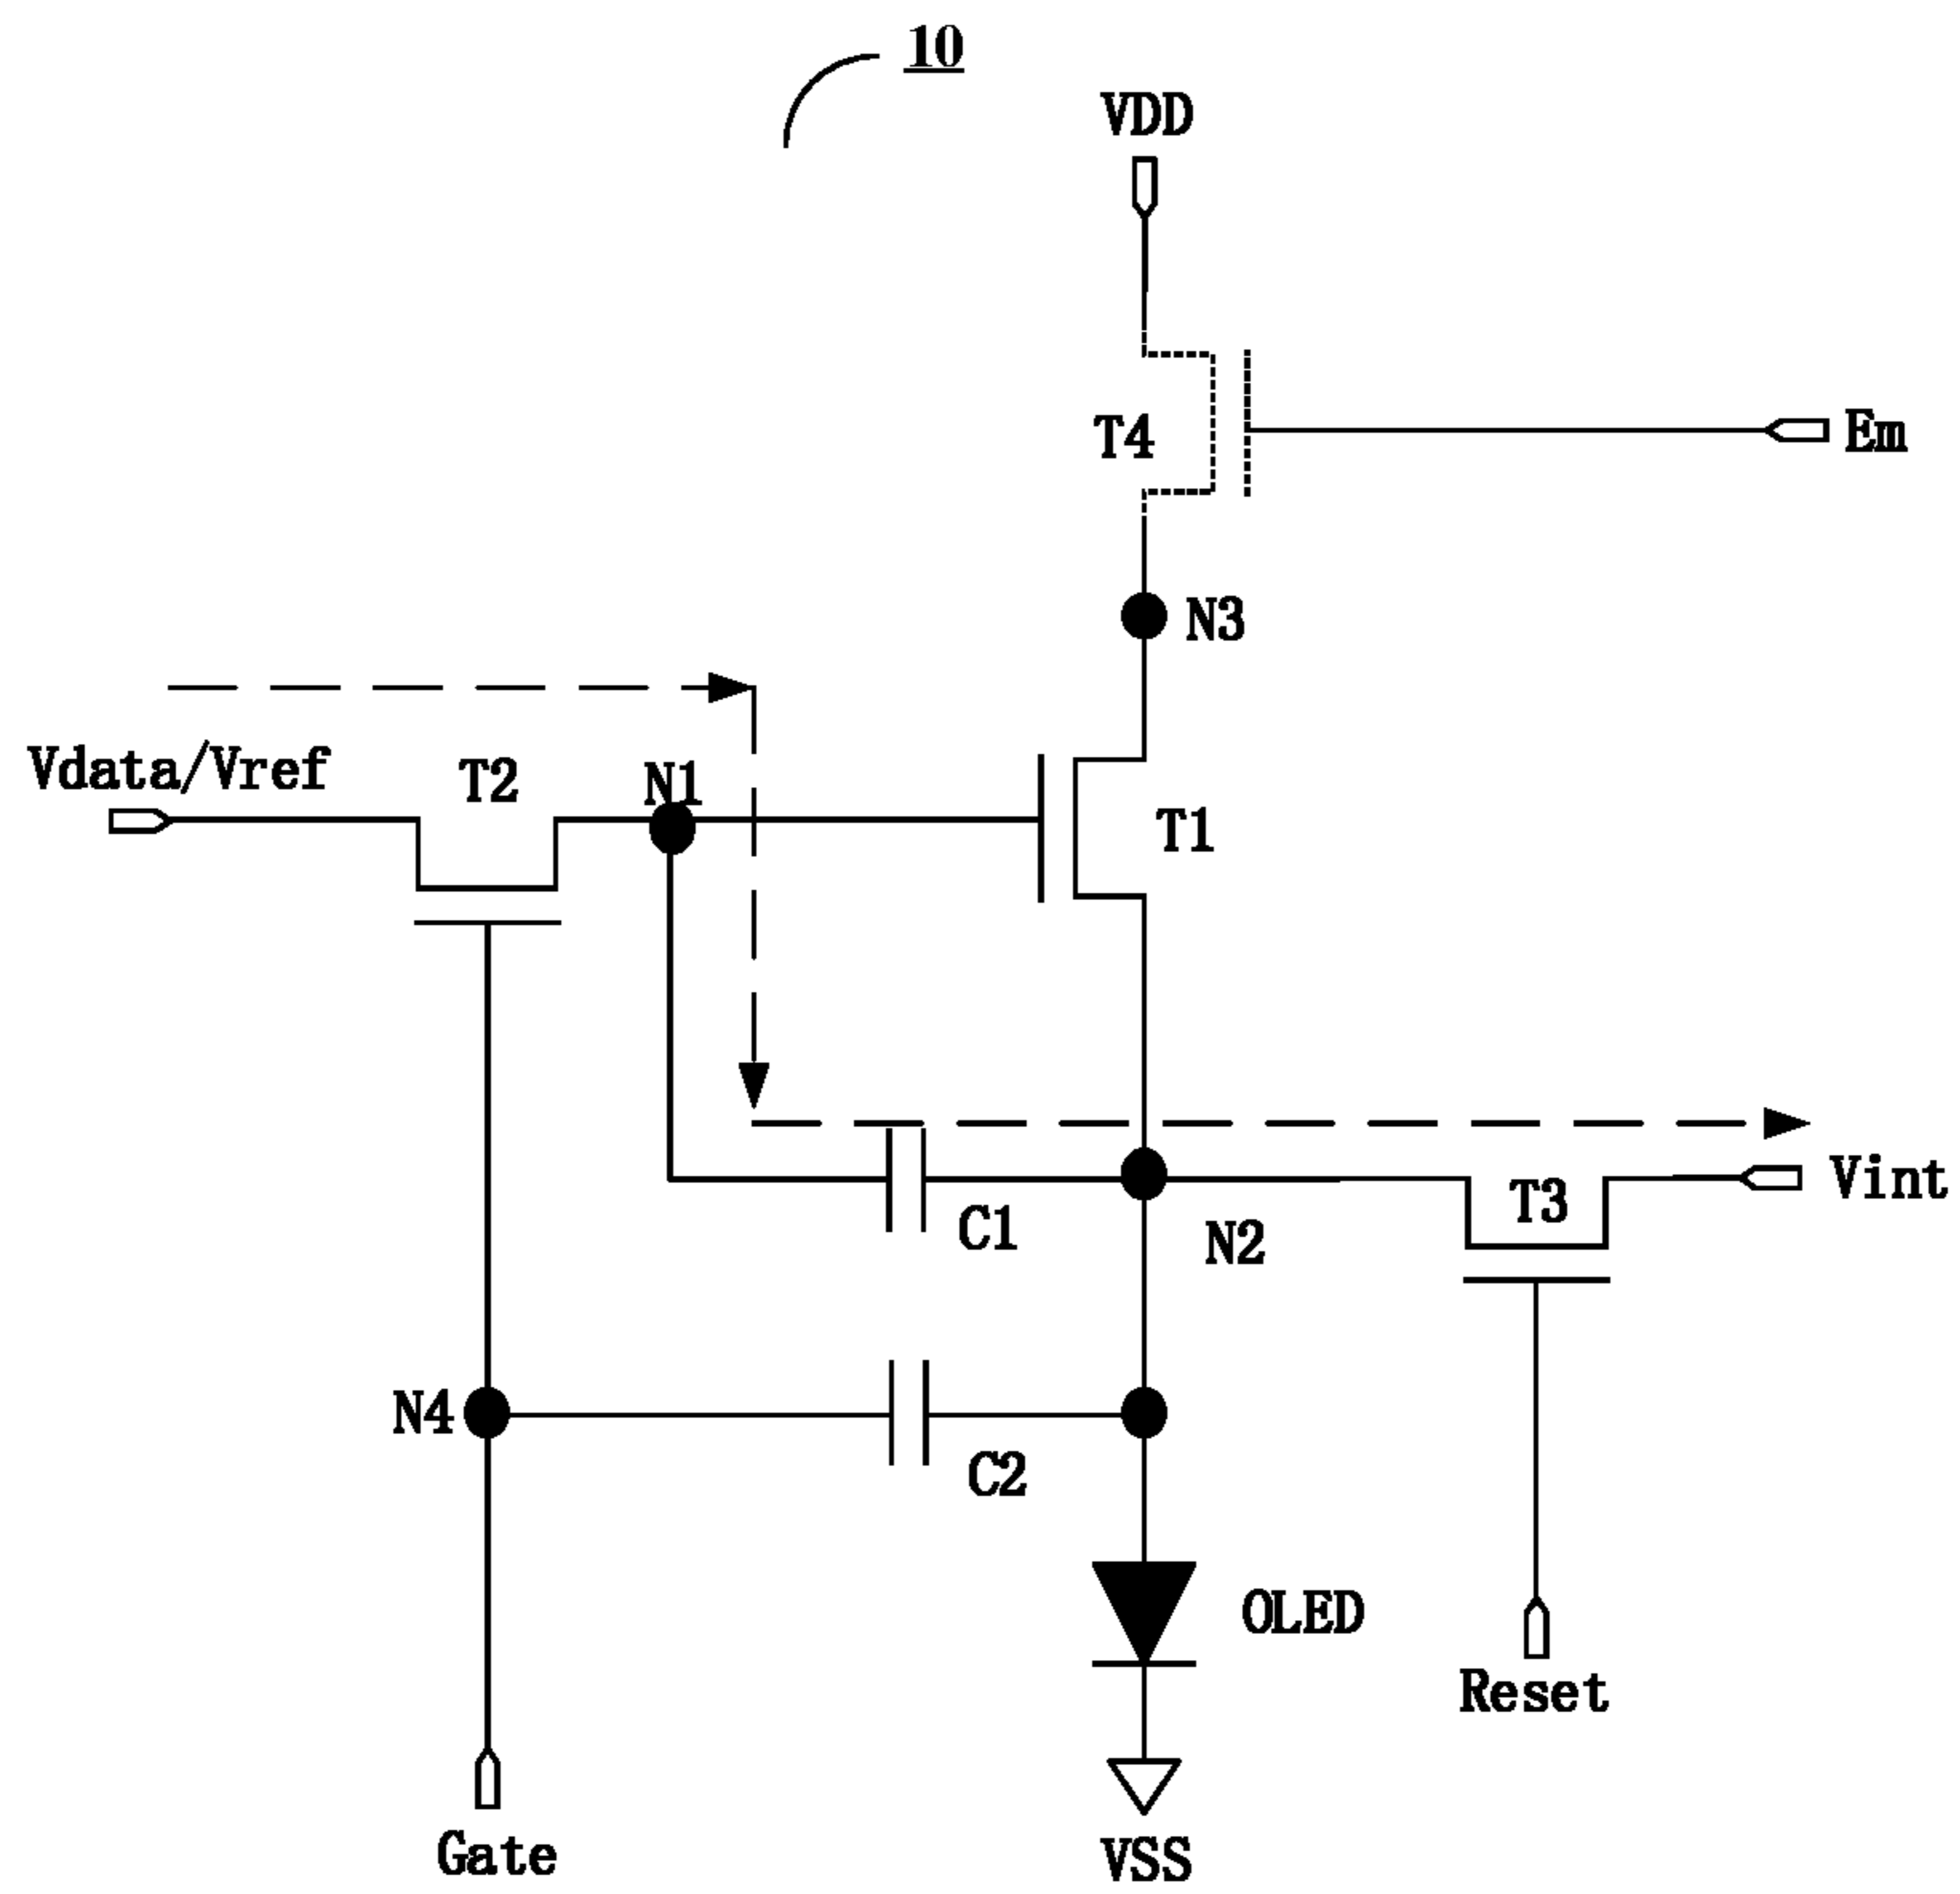 10
VDD
T4
Em
N3
Vdata/Vref
T2
N1
T1
Vint
T3
C1
N2
N4
C2
OLED
Reset
Gate
VSS